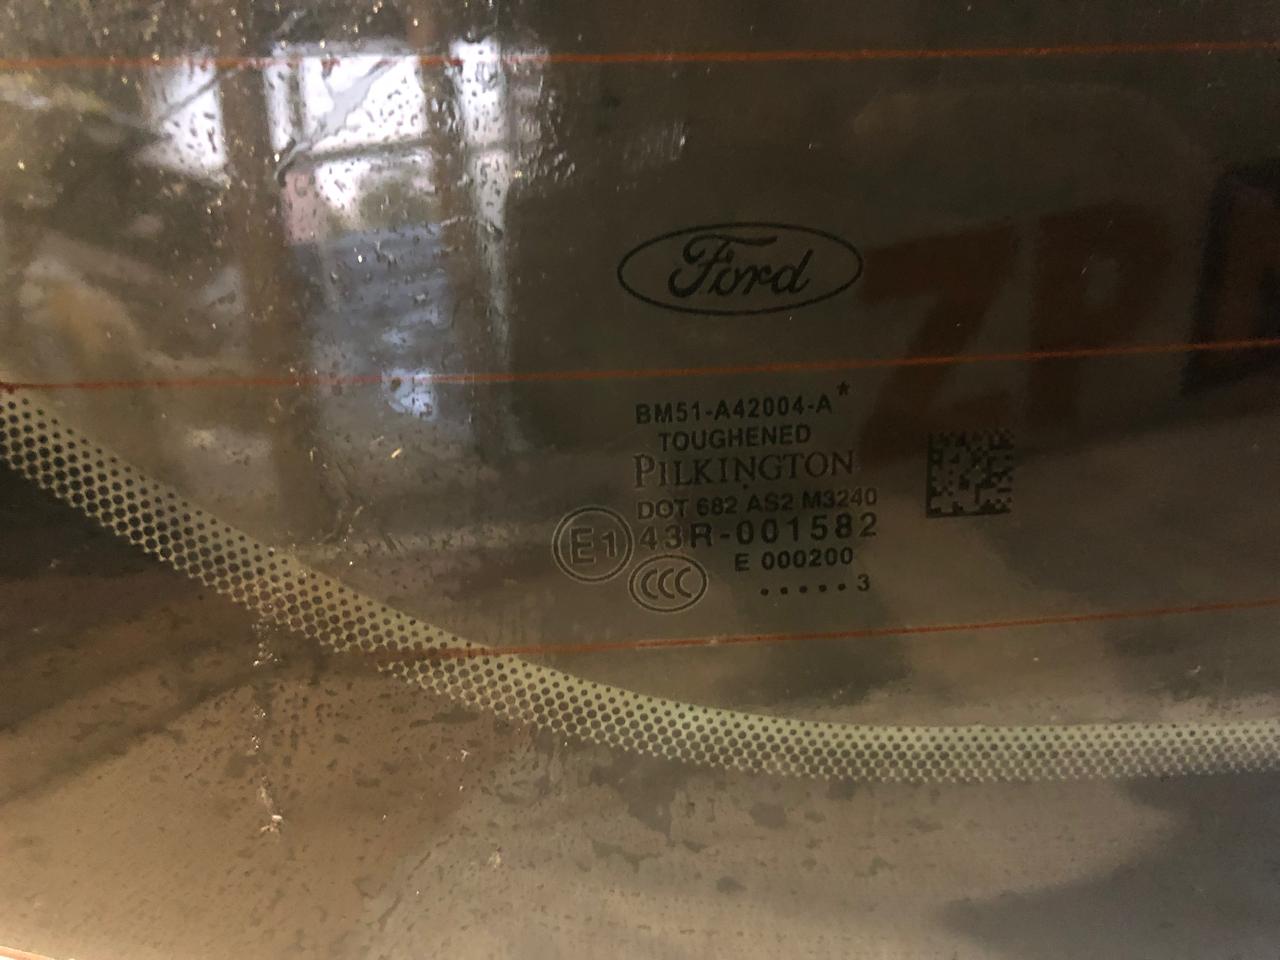 Ford
BM51-A42004-A*
TOUGHENED
PILKINGTON
DOT 682 AS2 M3240
E1 43R-001582
E 000200
CCC
.....3